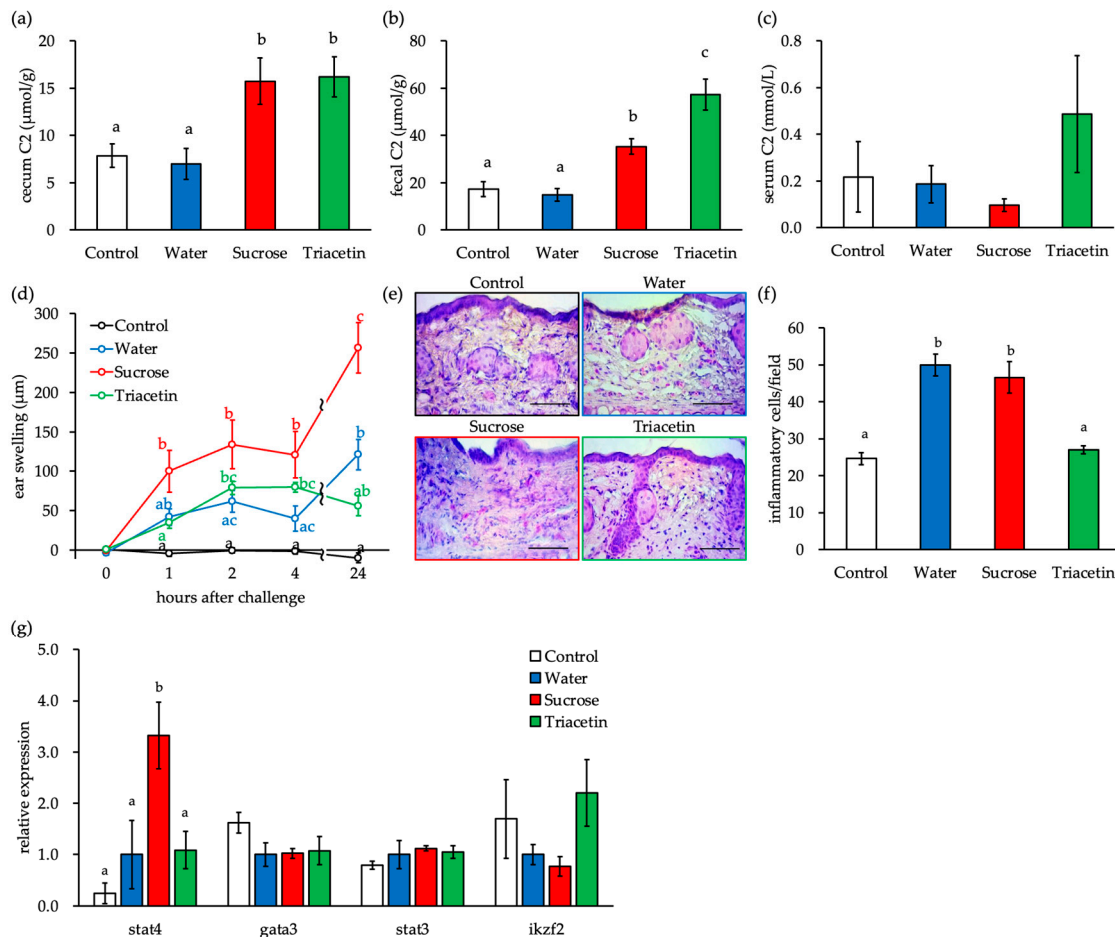 (a)
cecum C2 (μmol/g)
20
15
10
5
0
a
a
b
b
Control
Water
Sucrose
Triacetin
(b)
fecal C2 (μmol/g)
80
60
40
20
0
a
a
b
c
Control
Water
Sucrose
Triacetin
(c)
serum C2 (mmol/L)
0.8
0.6
0.4
0.2
0.0
Control
Water
Sucrose
Triacetin
(d)
ear swelling (μm)
300
250
200
150
100
50
0
Control
Water
Sucrose
Triacetin
b
b
b
c
ab
ac
ac
b
a
bc
bc
ab
a
a
a
a
0
1
2
4
24
hours after challenge
(e)
Control
Water
Sucrose
Triacetin
(f)
inflammatory cells/field
60
50
40
30
20
10
0
a
b
b
a
Control
Water
Sucrose
Triacetin
(g)
relative expression
5.0
4.0
3.0
2.0
1.0
0.0
Control
Water
Sucrose
Triacetin
a
a
b
a
stat4
gata3
stat3
ikzf2